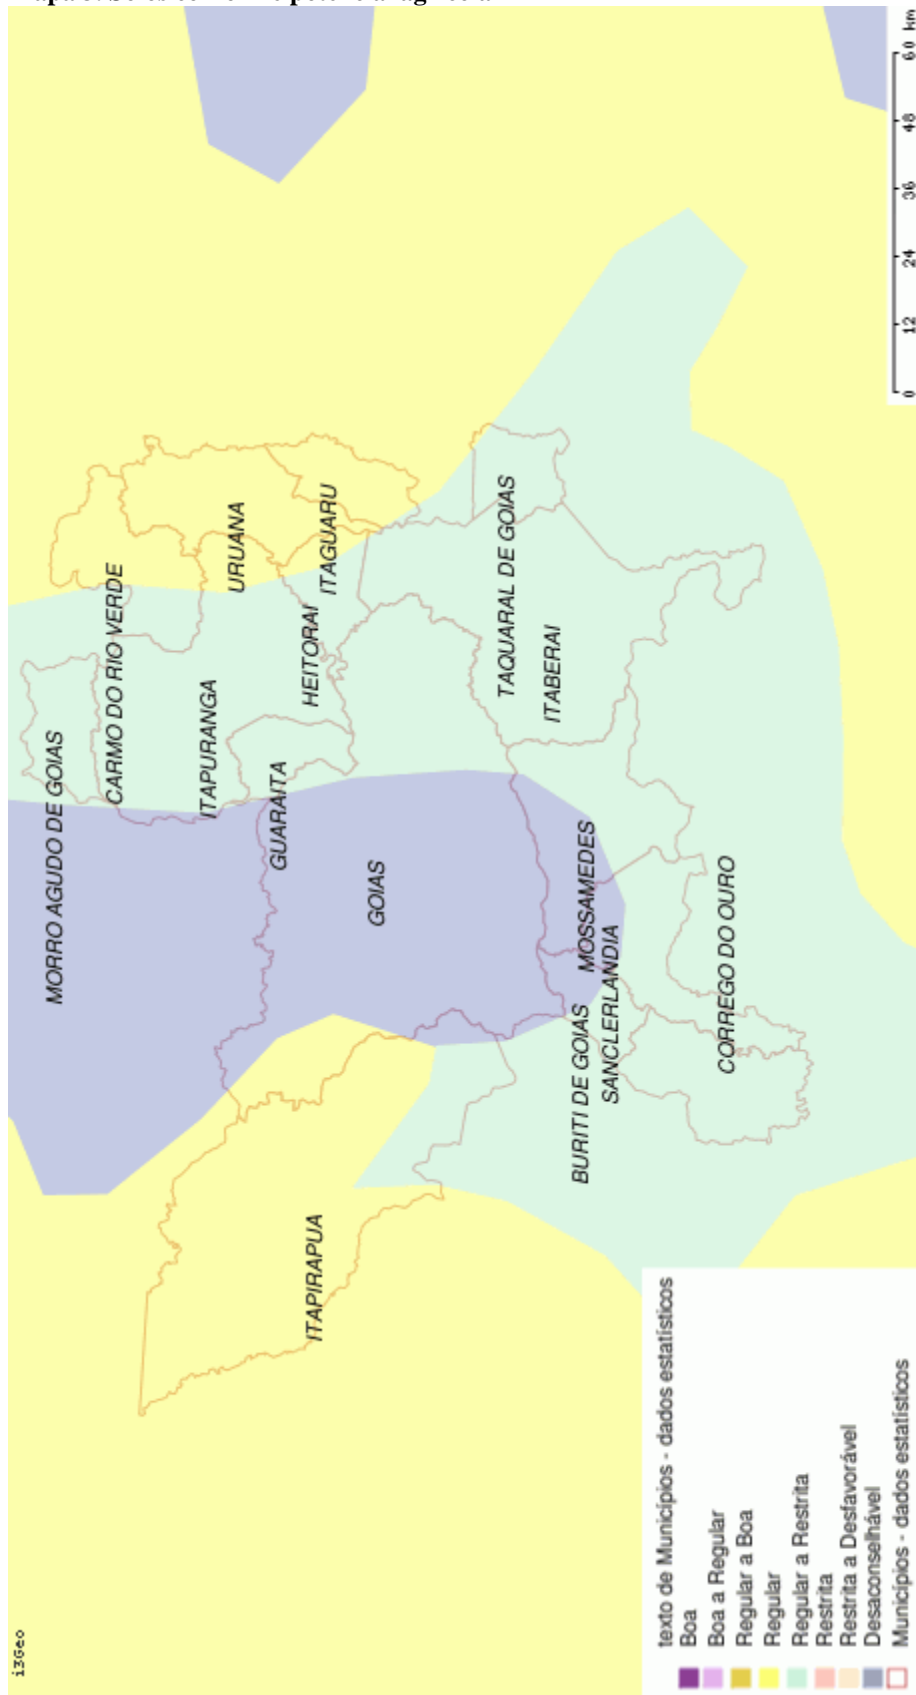 i3Geo
MORRO AGUDO DE GOIAS
CARMO DO RIO VERDE
ITAPURANGA
URUANA
GUARAITA
HEITORAI
ITAGUARU
ITAPIRAPUA
GOIAS
TAQUARAL DE GOIAS
ITABERAI
BURITI DE GOIAS
MOSSAMEDES
SANCLERLANDIA
CORREGO DO OURO
texto de Municípios - dados estatísticos
Boa
Boa a Regular
Regular a Boa
Regular
Regular a Restrita
Restrita
Restrita a Desfavorável
Desaconselhável
Municípios - dados estatísticos
0 12 24 36 48 60 km